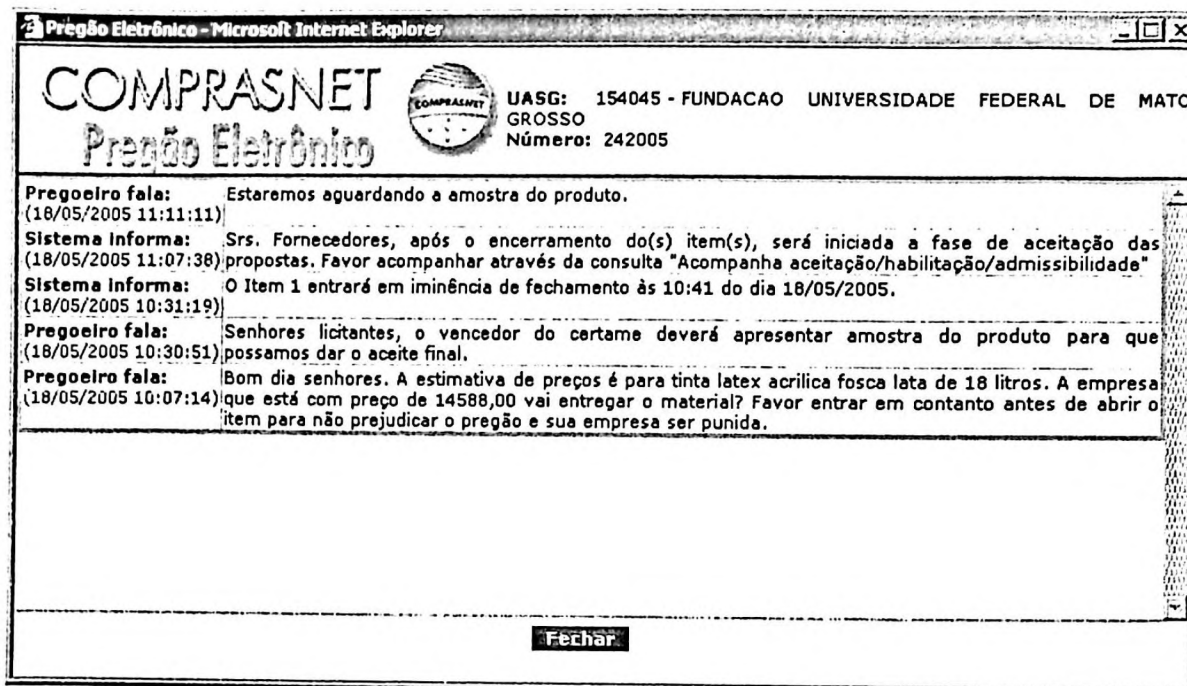 Pregão Eletrônico - Microsoft Internet Explorer
COMPRASNET
Pregão Eletrônico
COMPRASNET
UASG: 154045 - FUNDACAO UNIVERSIDADE FEDERAL DE MATO
GROSSO
Número: 242005
Pregoeiro fala: Estaremos aguardando a amostra do produto.
(18/05/2005 11:11:11)
Sistema informa: Srs. Fornecedores, após o encerramento do(s) item(s), será iniciada a fase de aceitação das
(18/05/2005 11:07:38) propostas. Favor acompanhar através da consulta "Acompanha aceitação/habilitação/admissibilidade"
Sistema informa: O Item 1 entrará em iminência de fechamento às 10:41 do dia 18/05/2005.
(18/05/2005 10:31:19)
Pregoeiro fala: Senhores licitantes, o vencedor do certame deverá apresentar amostra do produto para que
(18/05/2005 10:30:51) possamos dar o aceite final.
Pregoeiro fala: Bom dia senhores. A estimativa de preços é para tinta latex acrilica fosca lata de 18 litros. A empresa
(18/05/2005 10:07:14) que está com preço de 14588,00 vai entregar o material? Favor entrar em contanto antes de abrir o
item para não prejudicar o pregão e sua empresa ser punida.
Fechar